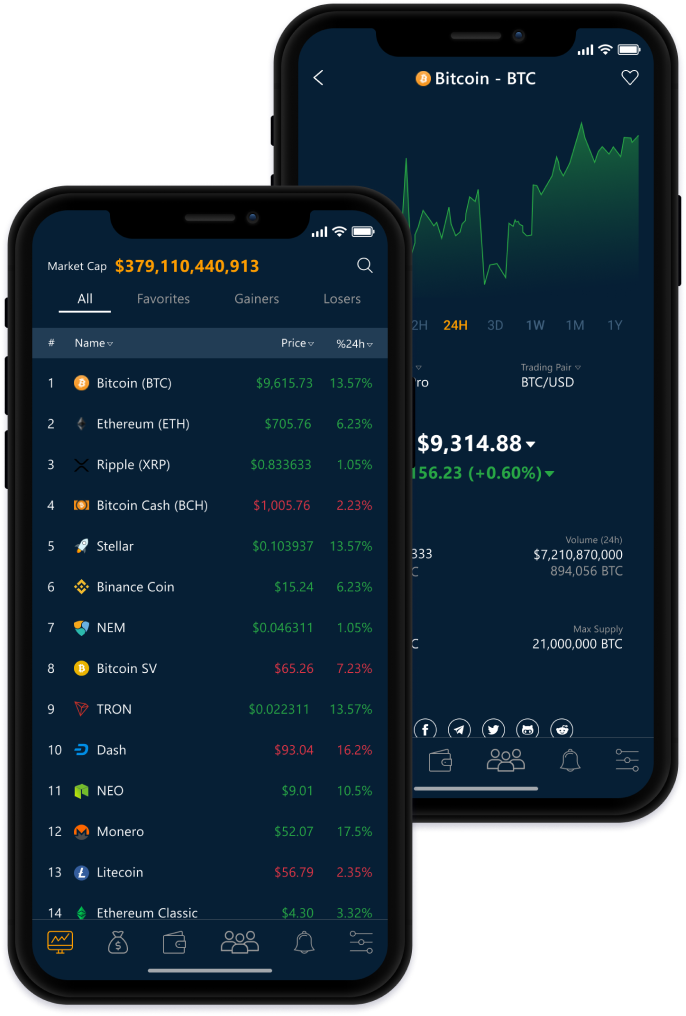 Bitcoin - BTC
2H 24H 3D 1W 1M 1Y
Trading Pair
ro BTC/USD
$9,314.88
156.23 (+0.60%)
Volume (24h)
333 $7,210,870,000
C 894,056 BTC
Max Supply
C 21,000,000 BTC
Market Cap $379,110,440,913
All Favorites Gainers Losers
# Name Price %24h
1 Bitcoin (BTC) $9,615.73 13.57%
2 Ethereum (ETH) $705.76 6.23%
3 Ripple (XRP) $0.833633 1.05%
4 Bitcoin Cash (BCH) $1,005.76 2.23%
5 Stellar $0.103937 13.57%
6 Binance Coin $15.24 6.23%
7 NEM $0.046311 1.05%
8 Bitcoin SV $65.26 7.23%
9 TRON $0.022311 13.57%
10 Dash $93.04 16.2%
11 NEO $9.01 10.5%
12 Monero $52.07 17.5%
13 Litecoin $56.79 2.35%
14 Ethereum Classic $4.30 3.32%